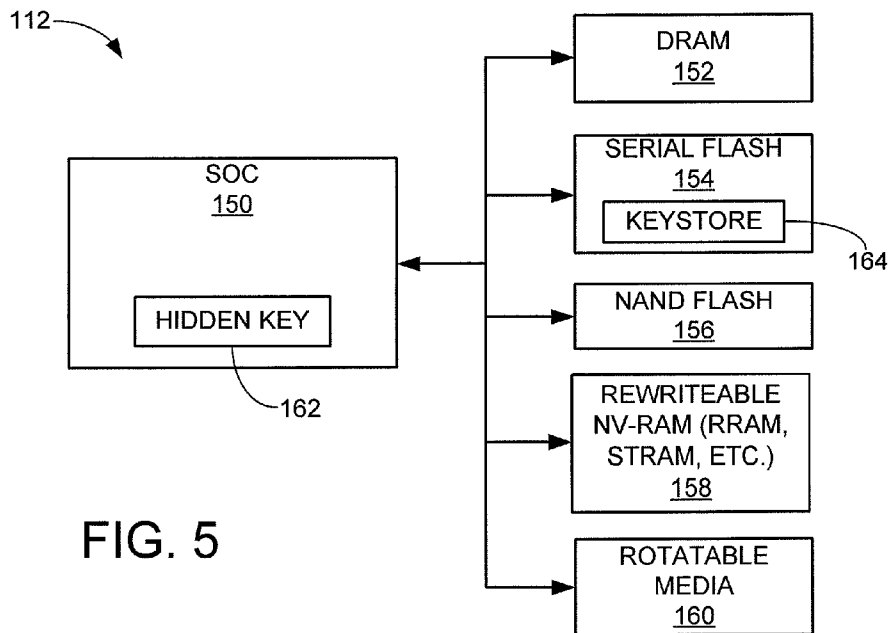 112
DRAM
152
SOC
150
HIDDEN KEY
162
SERIAL FLASH
154
KEYSTORE
164
NAND FLASH
156
REWRITEABLE
NV-RAM (RRAM,
STRAM, ETC.)
158
ROTATABLE
MEDIA
160
FIG. 5